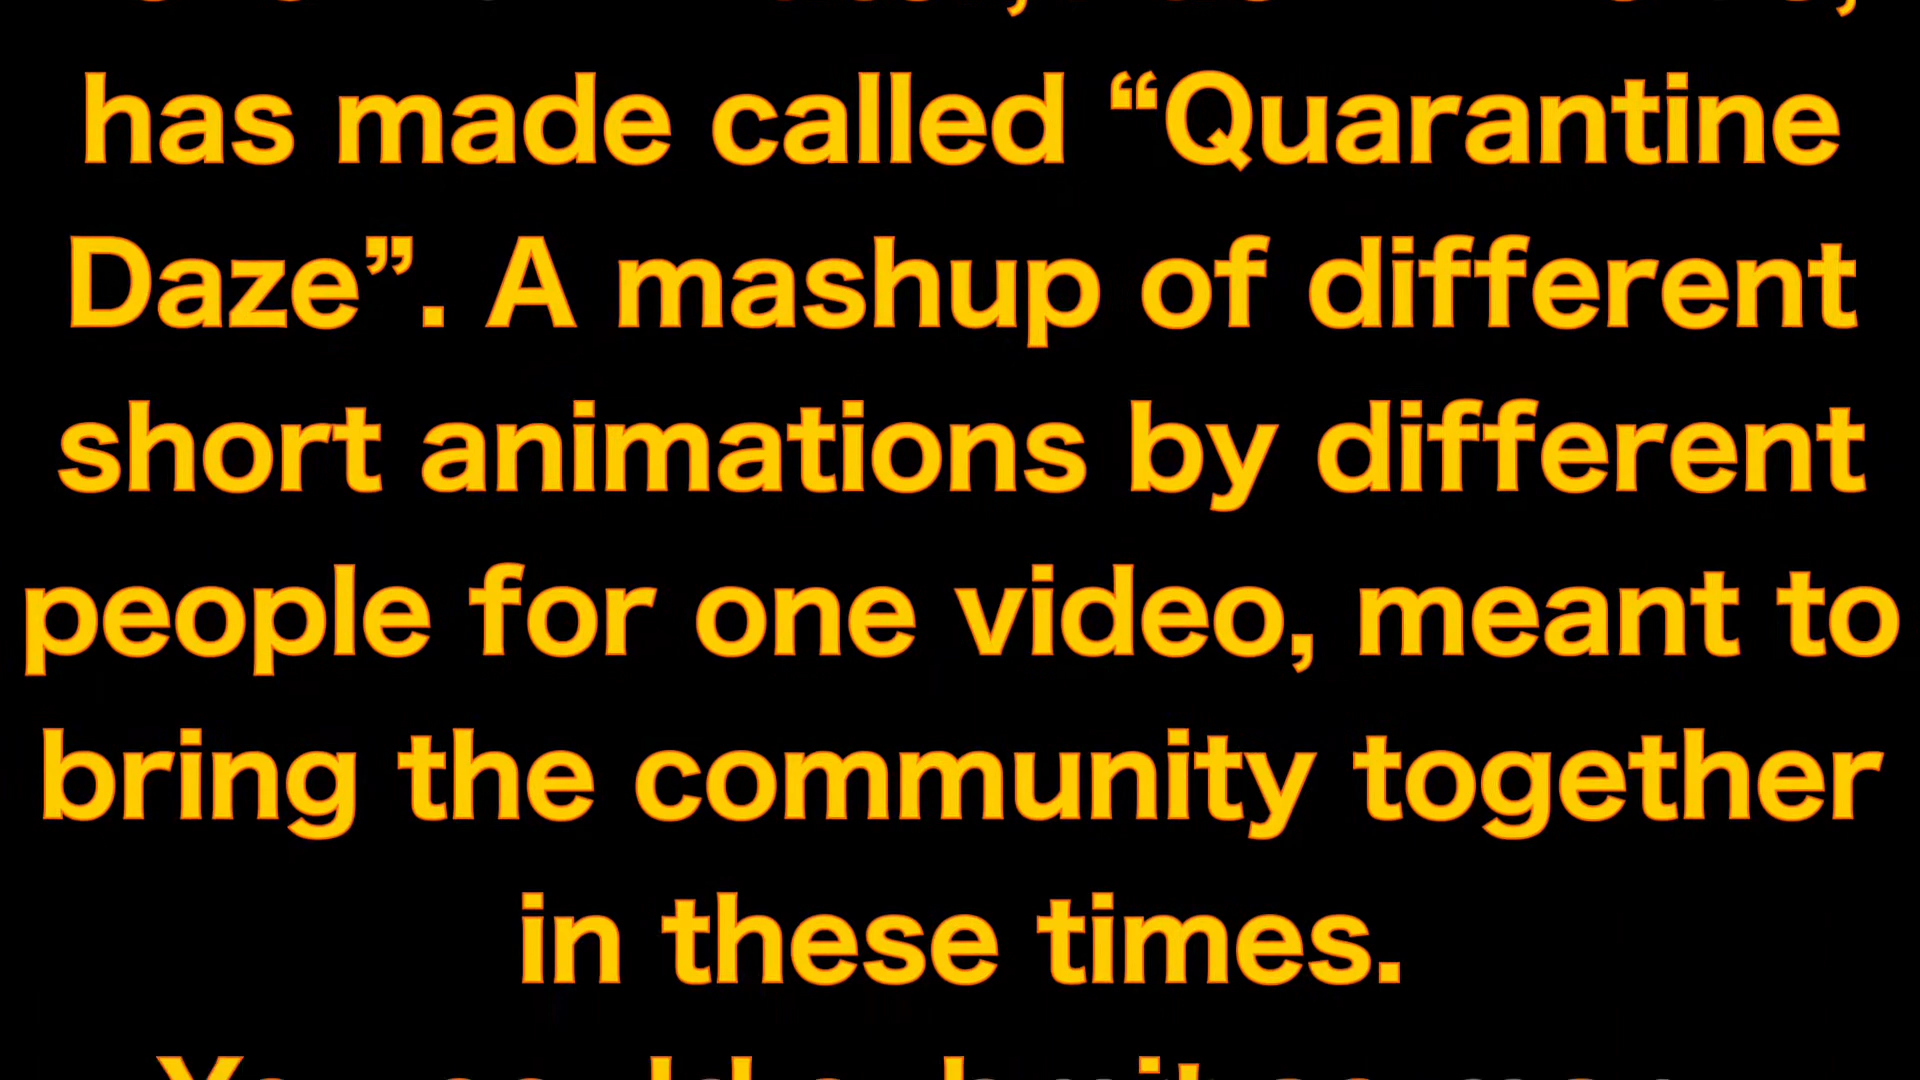 has made called “Quarantine
Daze”. A mashup of different
short animations by different
people for one video, meant to
bring the community together
in these times.